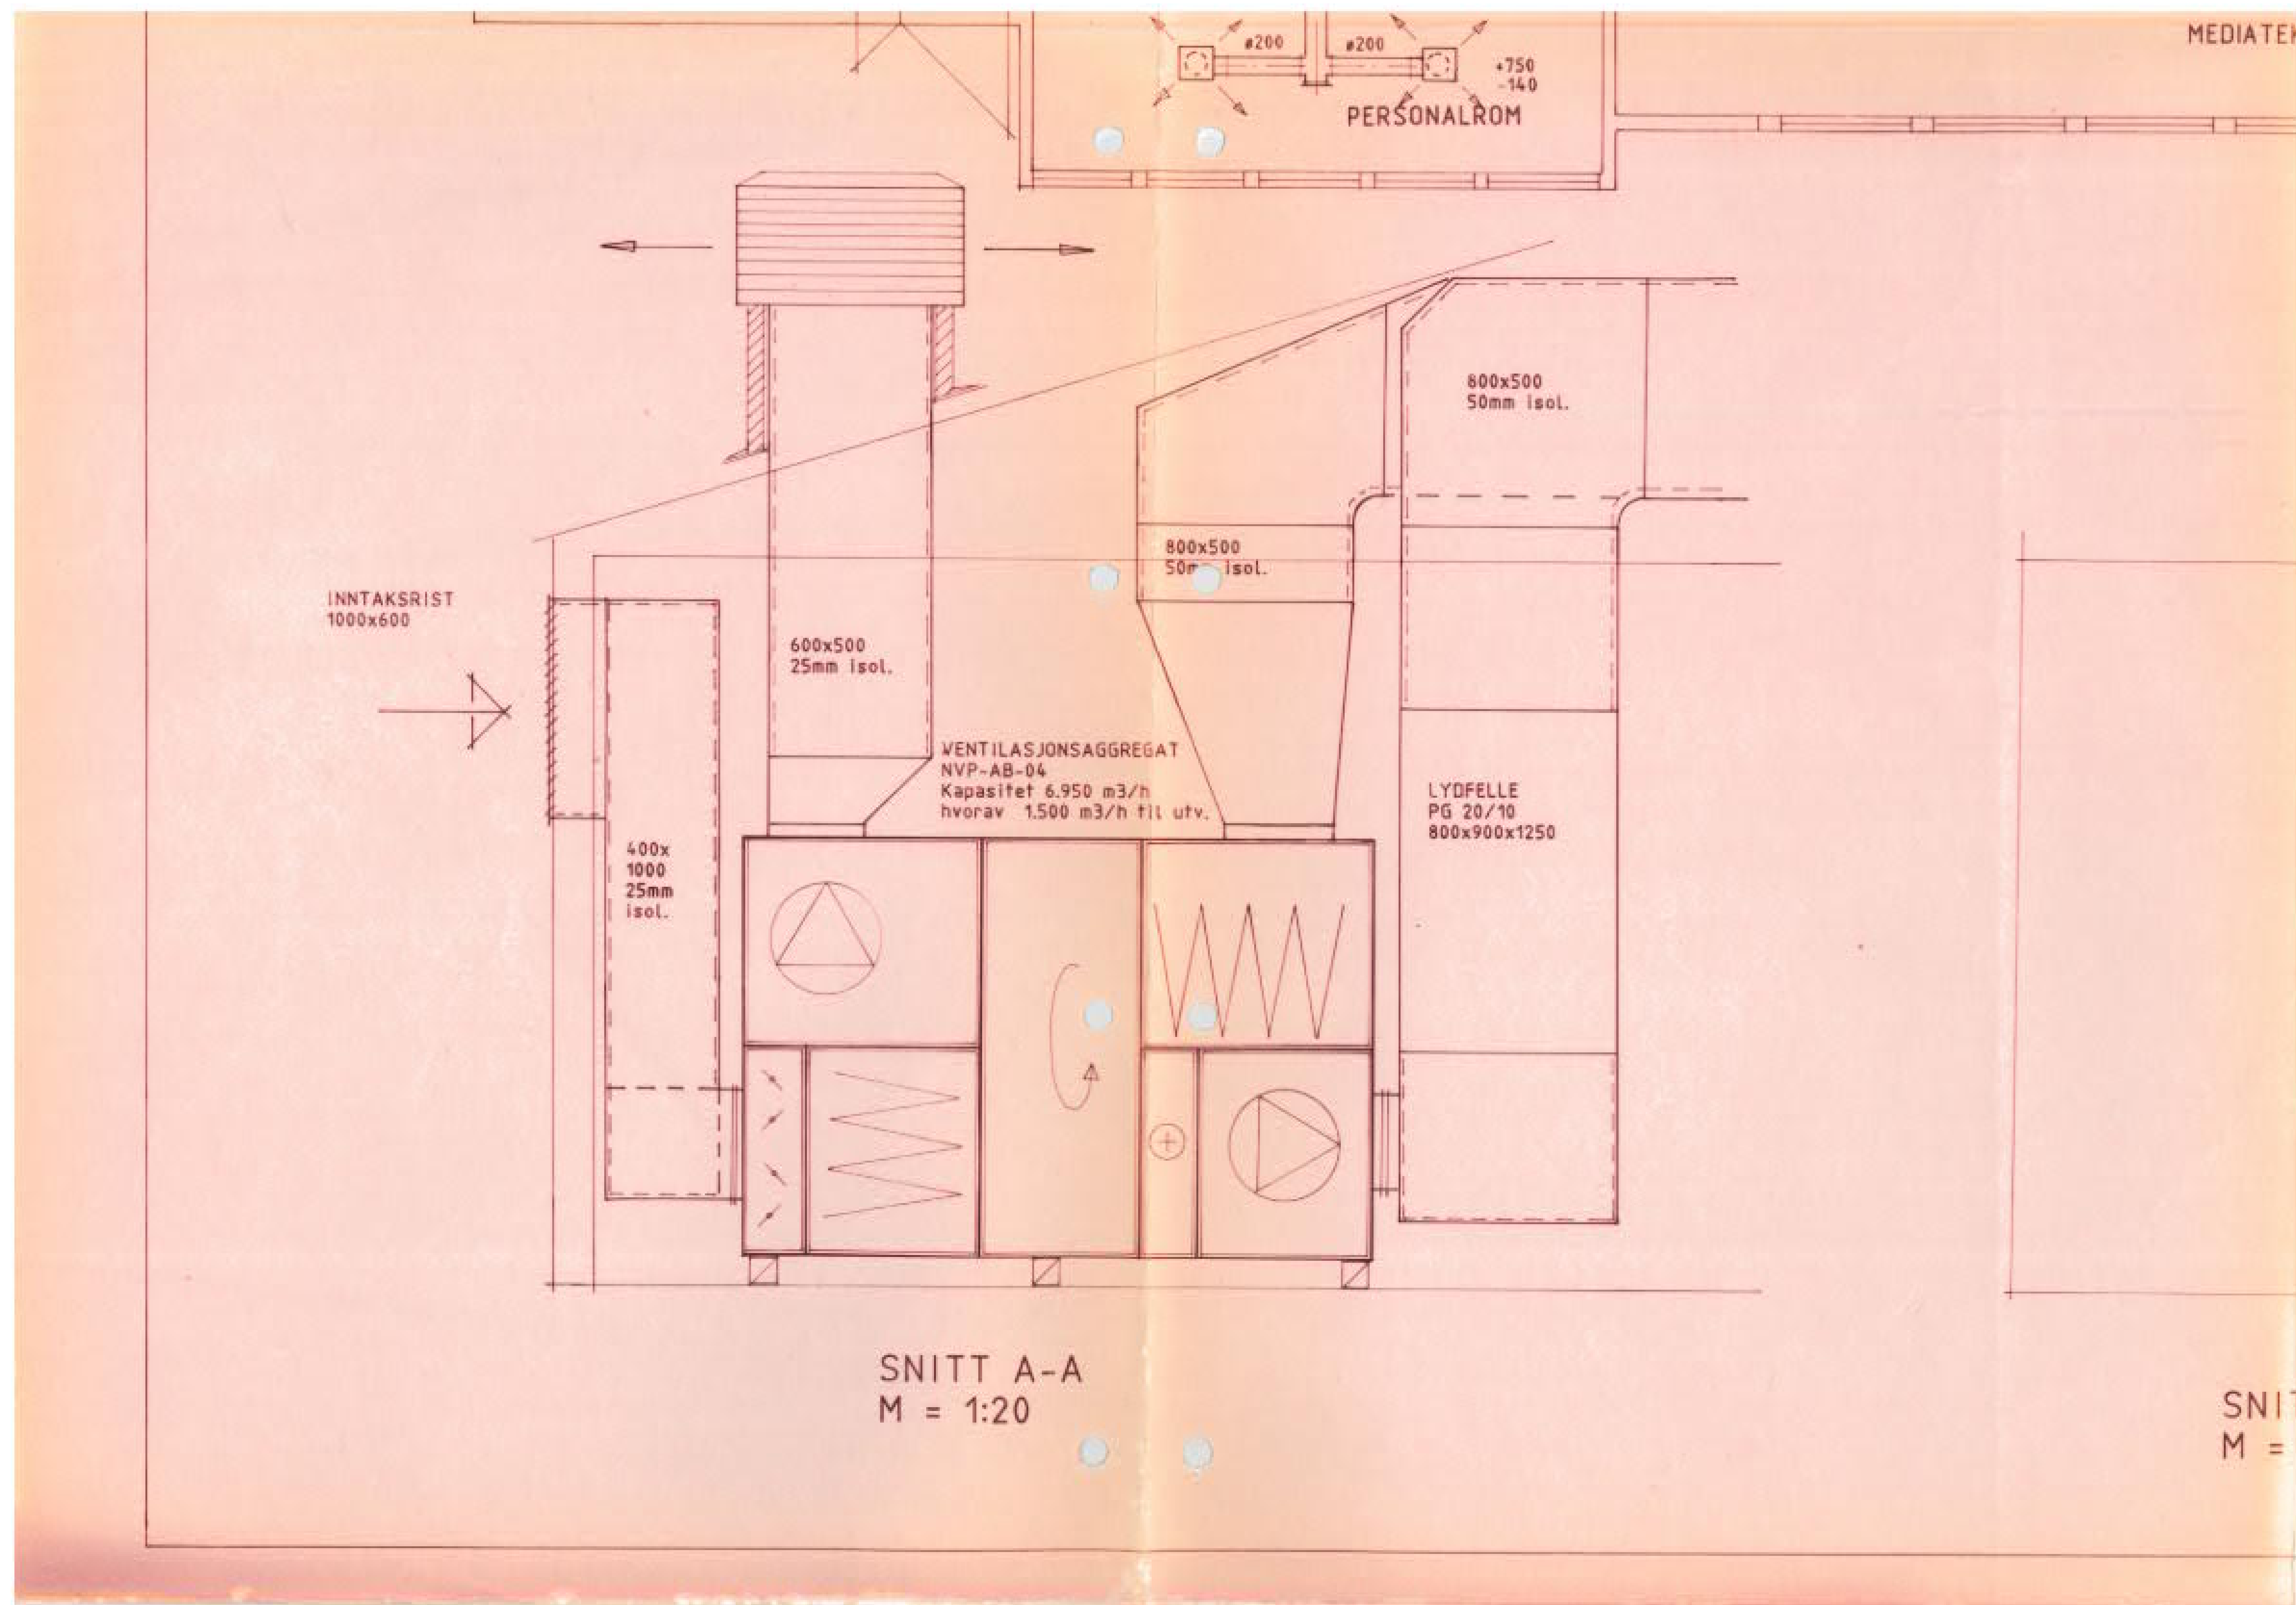 MEDIATEK
ø200
ø200
+750
-140
PERSONALROM
800x500
50mm isol.
800x500
50mm isol.
INNTAKSRIST
1000x600
600x500
25mm isol.
VENTILASJONSAGGREGAT
NVP-AB-04
Kapasitet 6.950 m3/h
hvorav 1.500 m3/h til utv.
LYDFELLE
PG 20/10
800x900x1250
400x
1000
25mm
isol.
SNITT A-A
M = 1:20
SNIT
M =